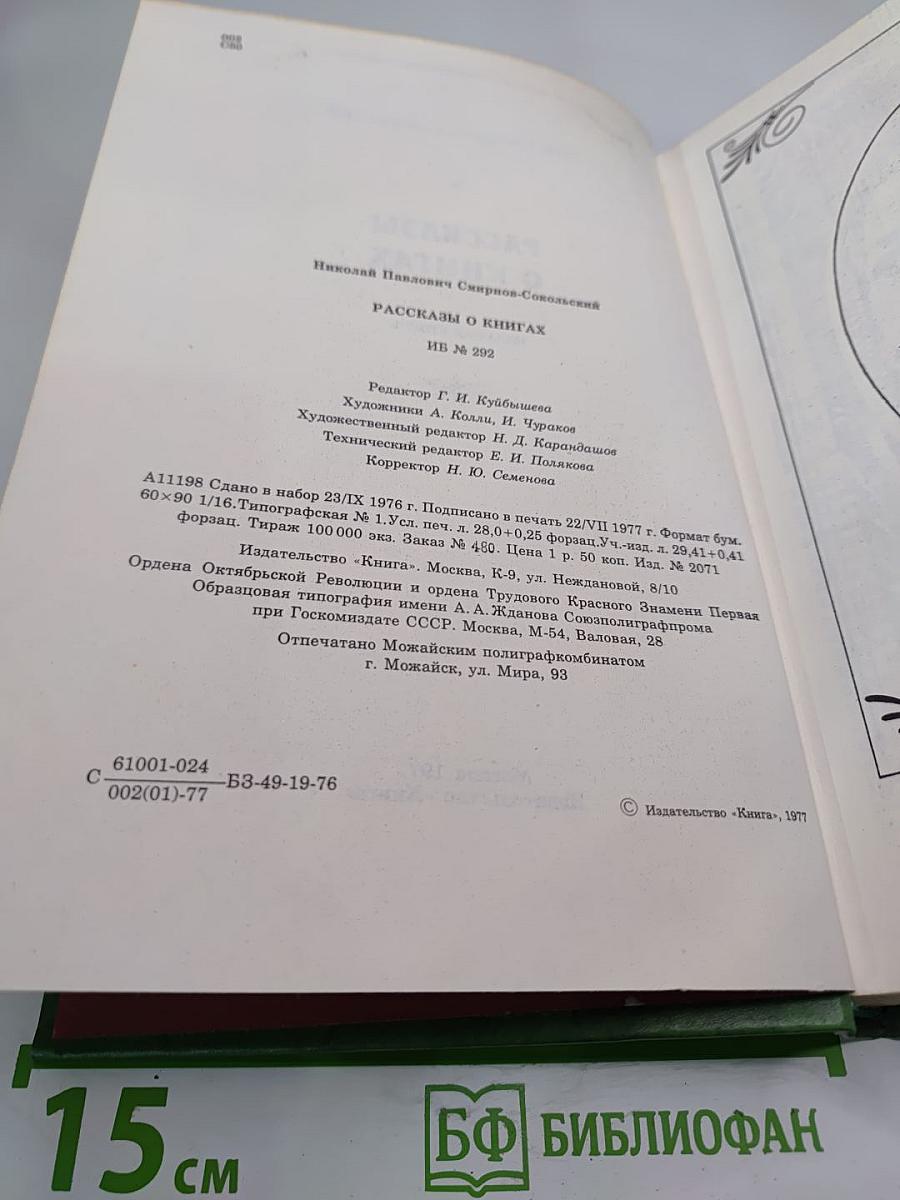 002
С50
Николай Павлович Смирнов-Сокольский
РАССКАЗЫ О КНИГАХ
ИБ № 292
Редактор Г. И. Куйбышева
Художники А. Колли, И. Чураков
Художественный редактор Н. Д. Карандашов
Технический редактор Е. И. Полякова
Корректор Н. Ю. Семенова
А11198 Сдано в набор 23/IX 1976 г. Подписано в печать 22/VII 1977 г. Формат бум.
60×90 1/16.Типографская № 1.Усл. печ. л. 28,0+0,25 форзац.Уч.-изд. л. 29,41+0,41
форзац. Тираж 100 000 экз. Заказ № 480. Цена 1 р. 50 коп. Изд. № 2071
Издательство «Книга». Москва, К-9, ул. Неждановой, 8/10
Ордена Октябрьской Революции и ордена Трудового Красного Знамени Первая
Образцовая типография имени А. А. Жданова Союзполиграфпрома
при Госкомиздате СССР. Москва, М-54, Валовая, 28
Отпечатано Можайским полиграфкомбинатом
г. Можайск, ул. Мира, 93
С 61001-024 БЗ-49-19-76
002(01)-77
© Издательство «Книга», 1977
15 см
БФ БИБЛИОФАН